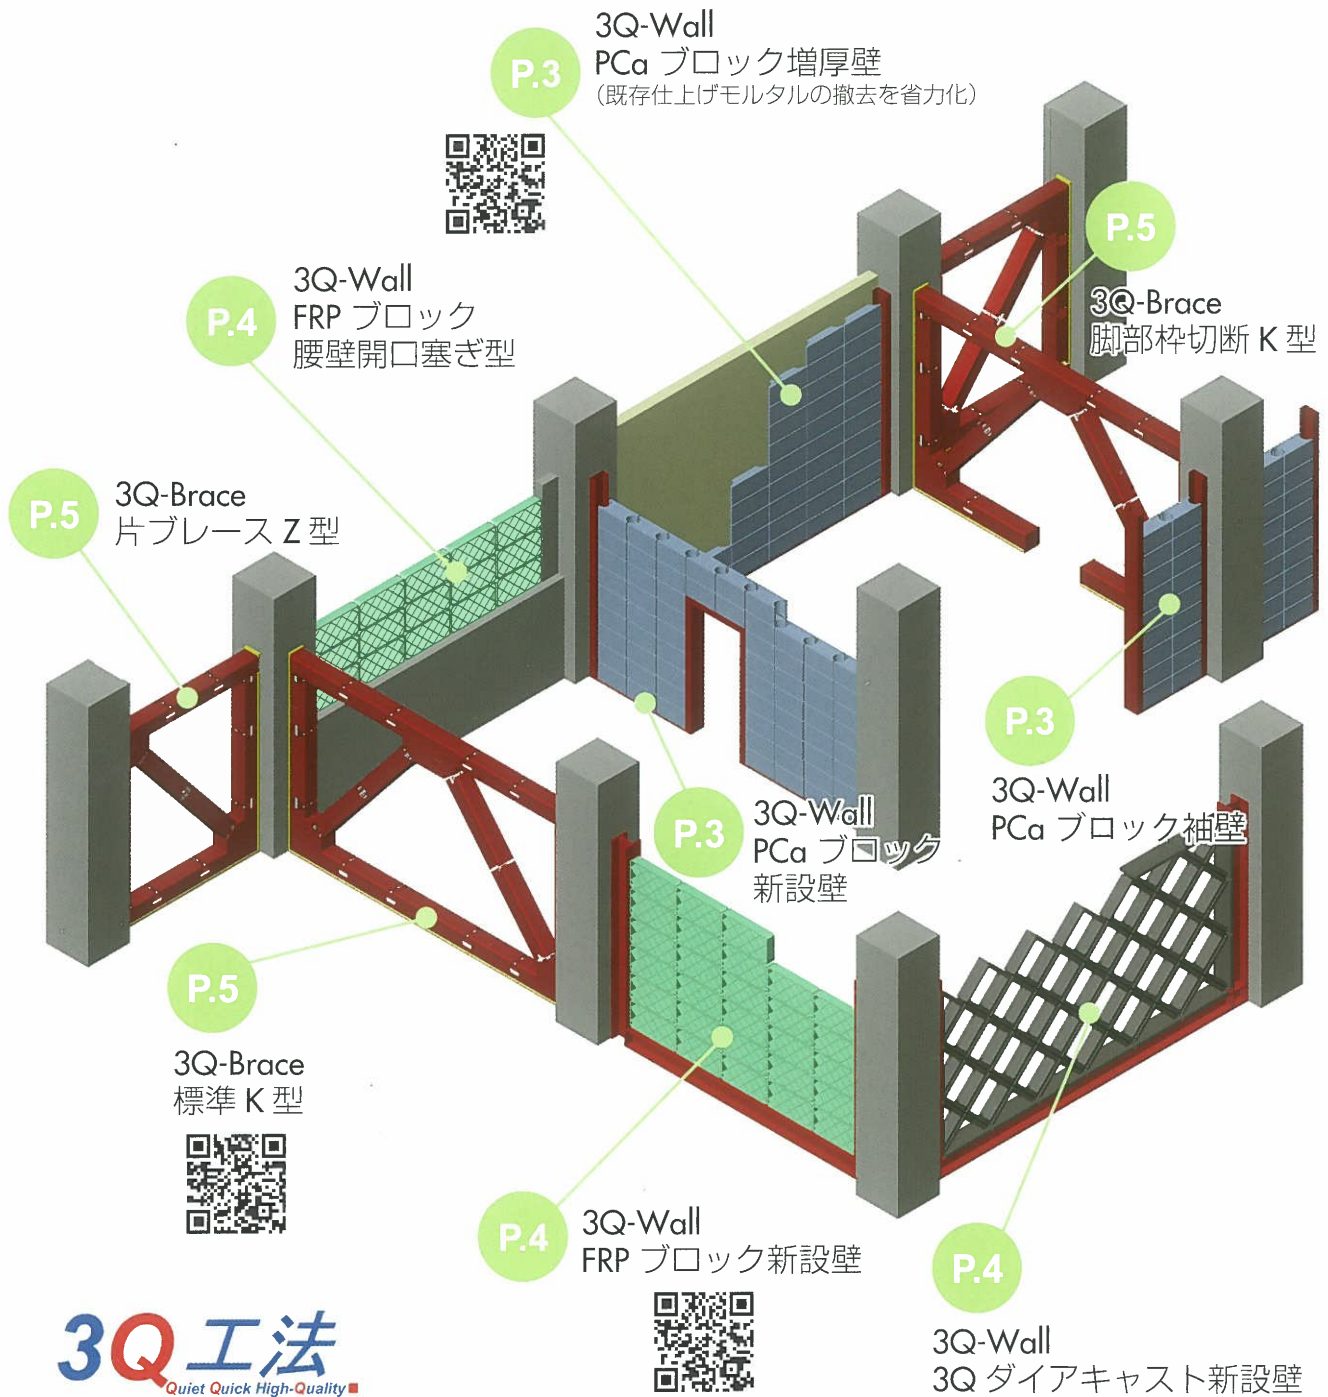 P.3
3Q-Wall
PCa ブロック増厚壁
(既存仕上げモルタルの撤去を省力化)
P.5
3Q-Brace
脚部枠切断 K 型
P.4
3Q-Wall
FRP ブロック
腰壁開口塞ぎ型
P.5
3Q-Brace
片ブレース Z 型
P.3
3Q-Wall
PCa ブロック袖壁
P.3
3Q-Wall
PCa ブロック
新設壁
P.5
3Q-Brace
標準 K 型
P.4
3Q-Wall
FRP ブロック新設壁
P.4
3Q-Wall
3Q ダイアキャスト新設壁
3Q工法
Quiet Quick High-Quality